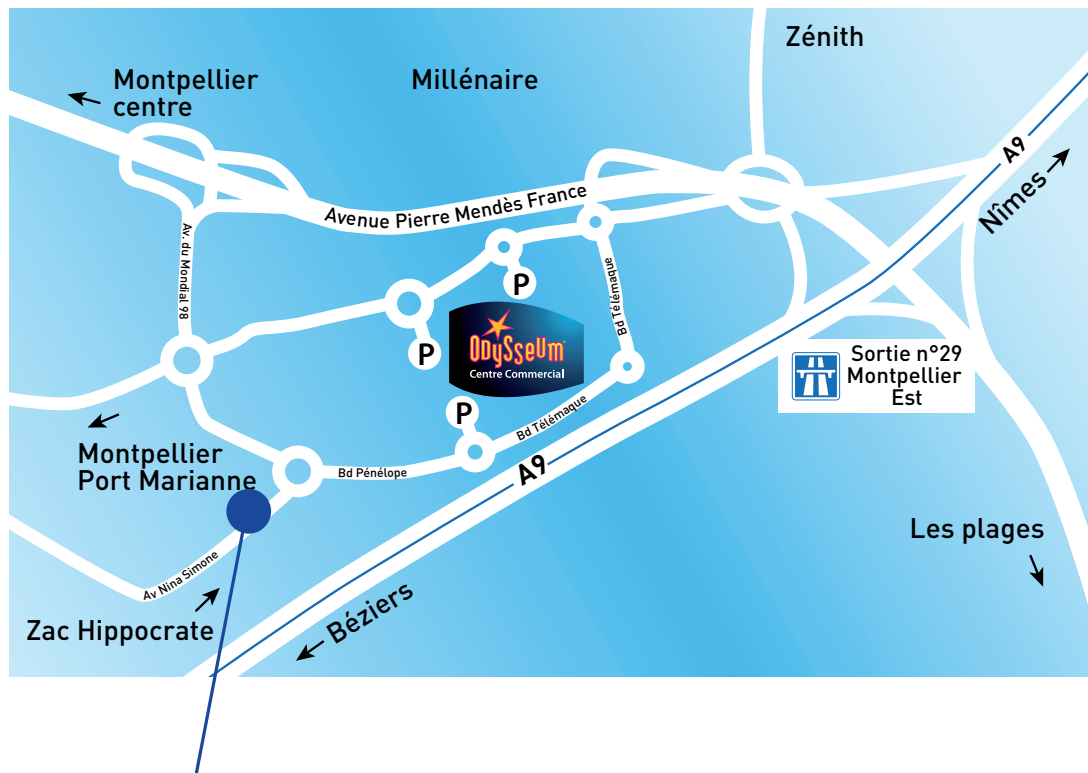 Zénith
Montpellier
centre
Millénaire
A9
Nîmes
Avenue Pierre Mendès France
Av. du Mondial 98
P
Bd Télémaque
ODySSeUm
Centre Commercial
P
Sortie n°29
Montpellier
Est
P
Bd Télémaque
Montpellier
Port Marianne
Bd Pénélope
A9
Les plages
Av Nina Simone
Zac Hippocrate
Béziers